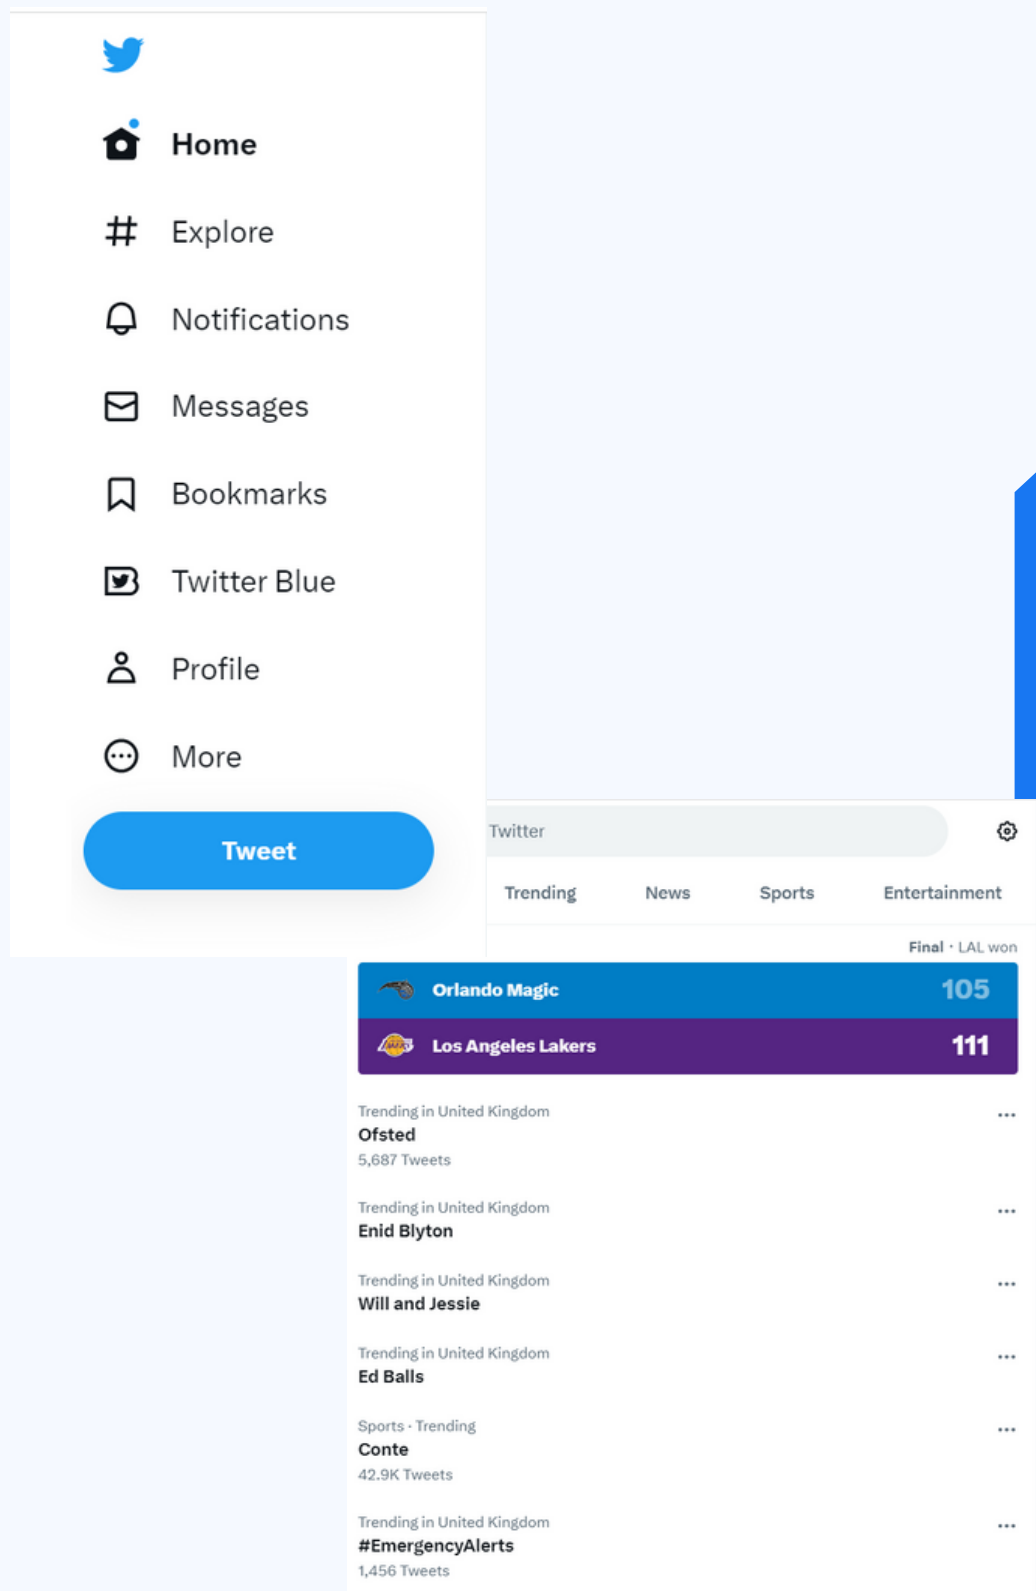 Home
Explore
Notifications
Messages
Bookmarks
Twitter Blue
Profile
More
Tweet
Twitter
Trending News Sports Entertainment
Final · LAL won
Orlando Magic 105
Los Angeles Lakers 111
Trending in United Kingdom
Ofsted
5,687 Tweets
Trending in United Kingdom
Enid Blyton
Trending in United Kingdom
Will and Jessie
Trending in United Kingdom
Ed Balls
Sports · Trending
Conte
42.9K Tweets
Trending in United Kingdom
#EmergencyAlerts
1,456 Tweets